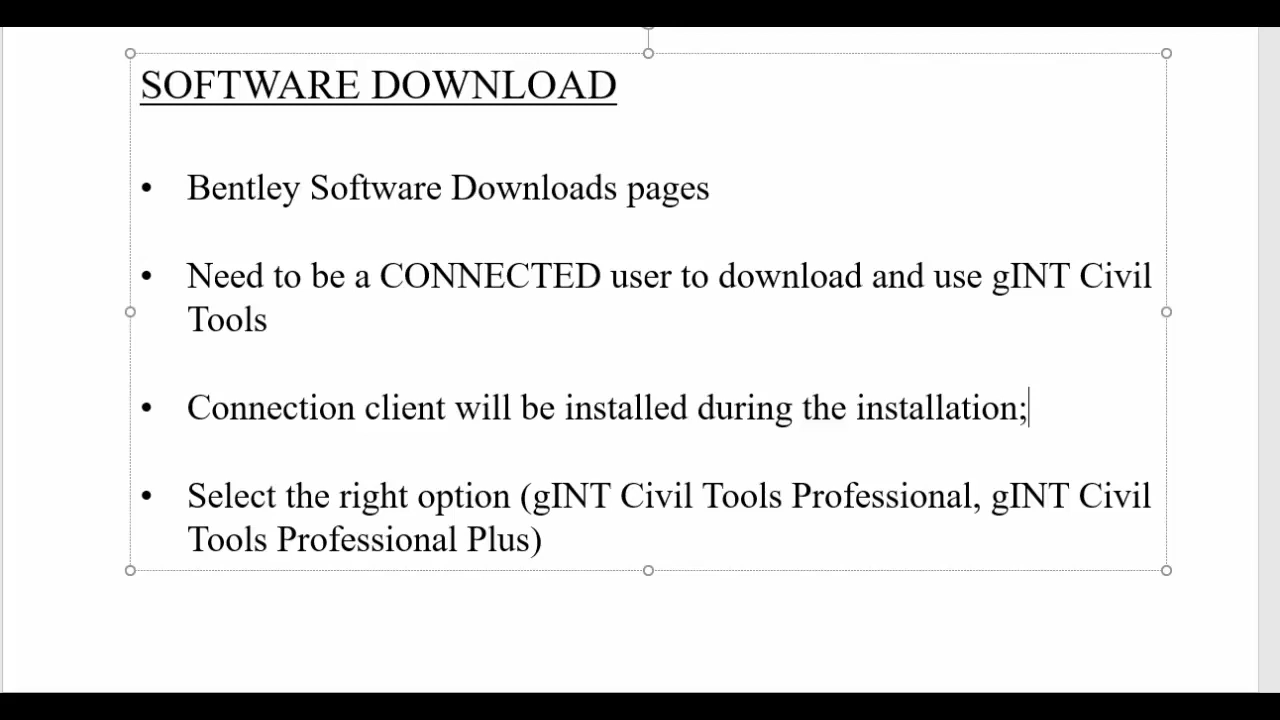 SOFTWARE DOWNLOAD
• Bentley Software Downloads pages
• Need to be a CONNECTED user to download and use gINT Civil
Tools
• Connection client will be installed during the installation;
• Select the right option (gINT Civil Tools Professional, gINT Civil
Tools Professional Plus)